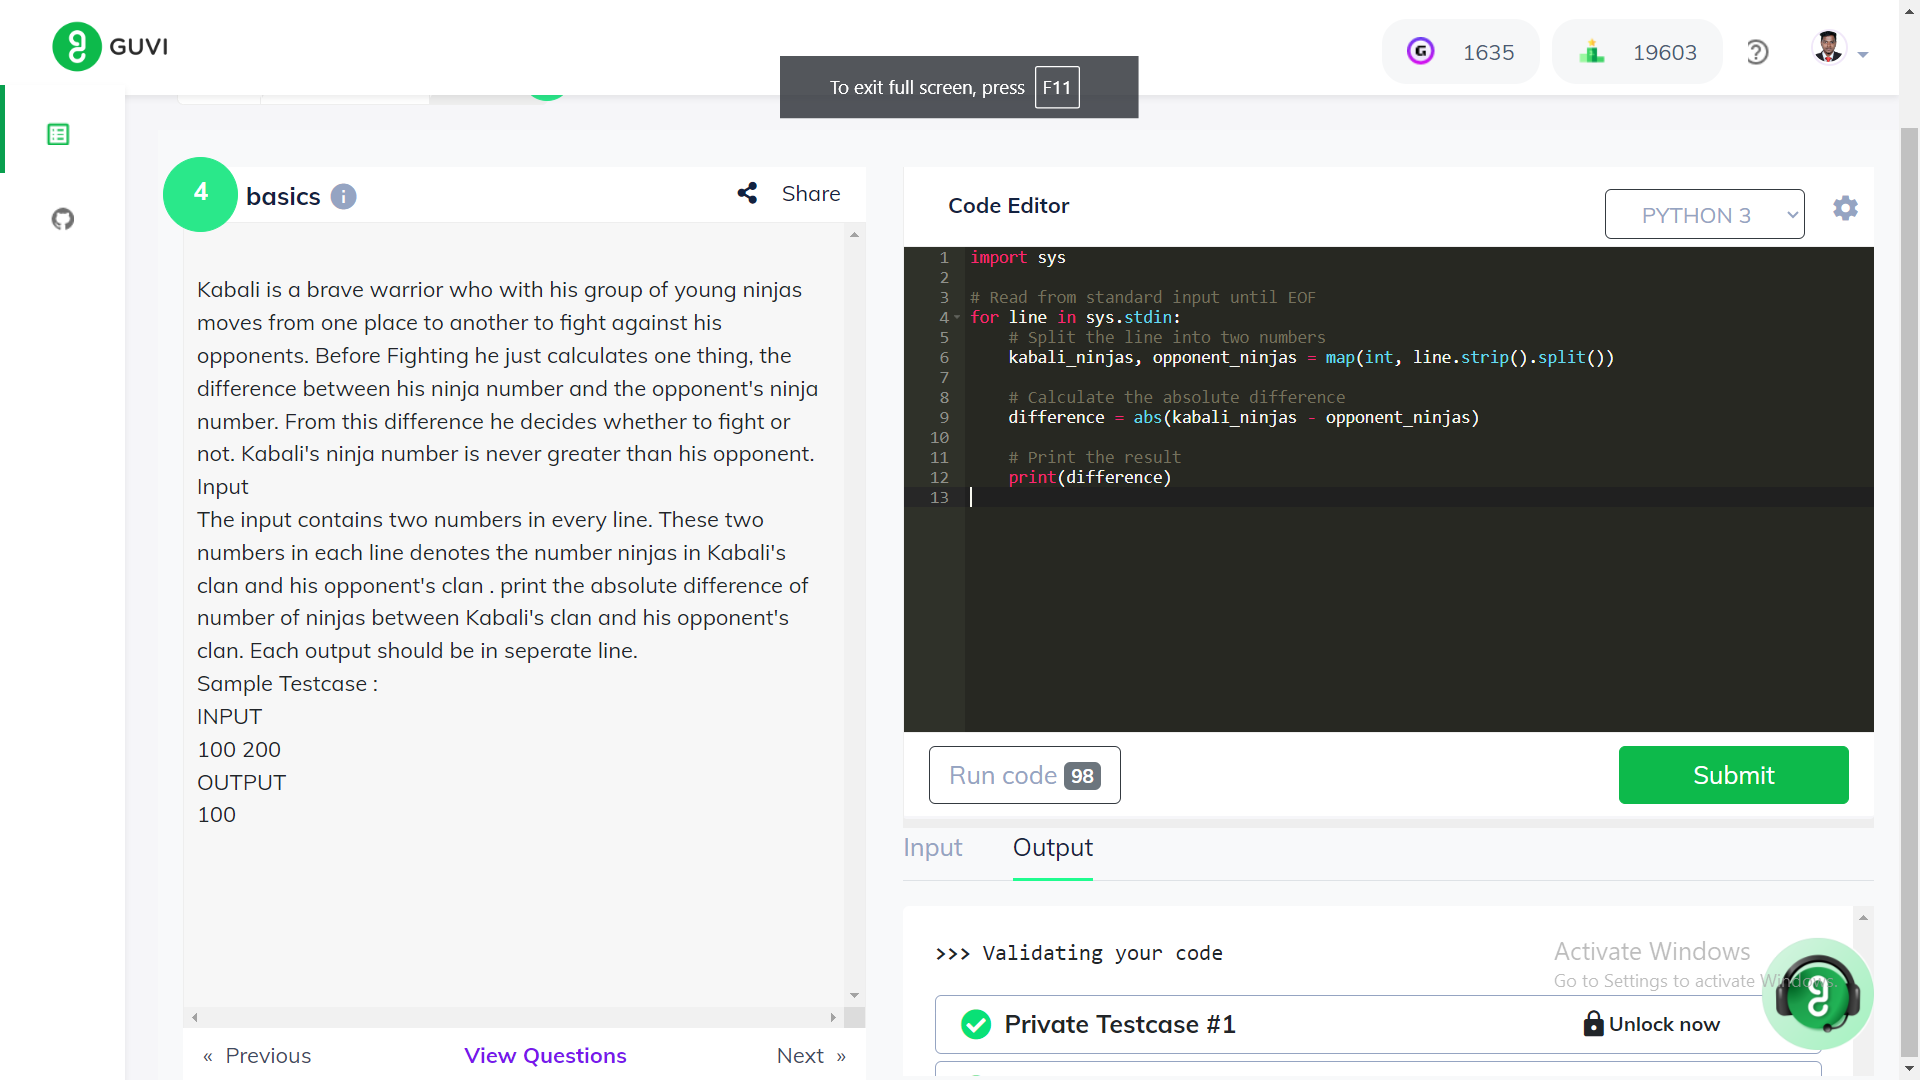 GUVI
1635
19603
To exit full screen, press F11
4
basics
Share
Kabali is a brave warrior who with his group of young ninjas
moves from one place to another to fight against his
opponents. Before Fighting he just calculates one thing, the
difference between his ninja number and the opponent's ninja
number. From this difference he decides whether to fight or
not. Kabali's ninja number is never greater than his opponent.
Input
The input contains two numbers in every line. These two
numbers in each line denotes the number ninjas in Kabali's
clan and his opponent's clan . print the absolute difference of
number of ninjas between Kabali's clan and his opponent's
clan. Each output should be in seperate line.
Sample Testcase :
INPUT
100 200
OUTPUT
100
« Previous
View Questions
Next »
Code Editor
PYTHON 3
1 import sys
2
3 # Read from standard input until EOF
4 for line in sys.stdin:
5     # Split the line into two numbers
6     kabali_ninjas, opponent_ninjas = map(int, line.strip().split())
7
8     # Calculate the absolute difference
9     difference = abs(kabali_ninjas - opponent_ninjas)
10
11     # Print the result
12     print(difference)
13
Run code 98
Submit
Input
Output
>>> Validating your code
Activate Windows
Go to Settings to activate Windows.
Private Testcase #1
Unlock now